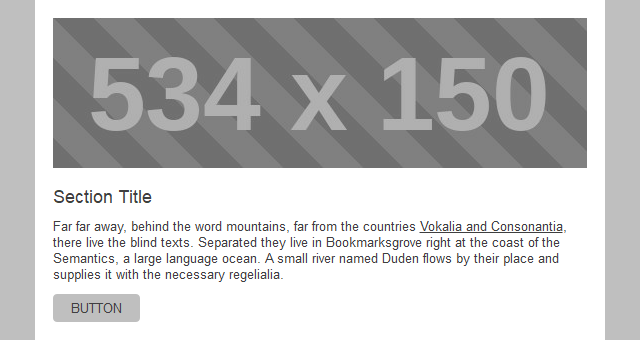 534 x 150
Section Title
Far far away, behind the word mountains, far from the countries Vokalia and Consonantia,
there live the blind texts. Separated they live in Bookmarksgrove right at the coast of the
Semantics, a large language ocean. A small river named Duden flows by their place and
supplies it with the necessary regelialia.
BUTTON